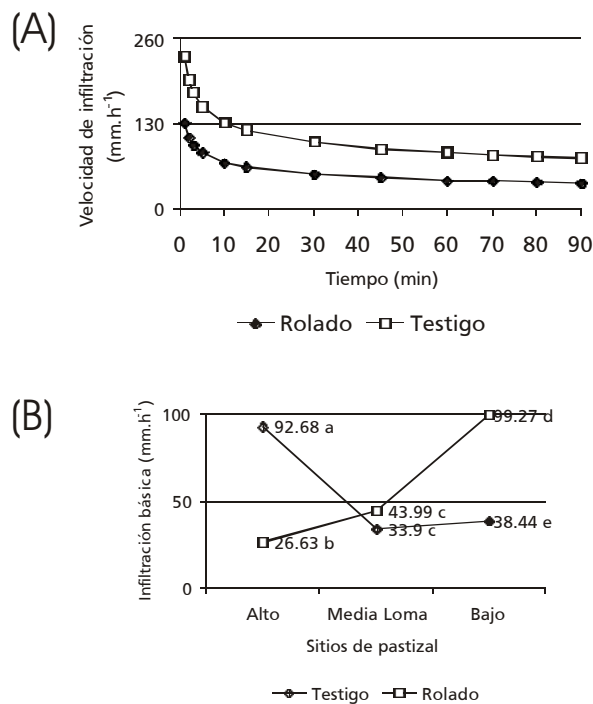 (A)
Velocidad de infiltración
(mm.h⁻¹)
260
130
0
0 10 20 30 40 50 60 70 80 90
Tiempo (min)
Rolado Testigo
(B)
Infiltración básica (mm.h⁻¹)
100
50
0
92.68 a
99.27 d
43.99 c
33.9 c
38.44 e
26.63 b
Alto Media Loma Bajo
Sitios de pastizal
Testigo Rolado